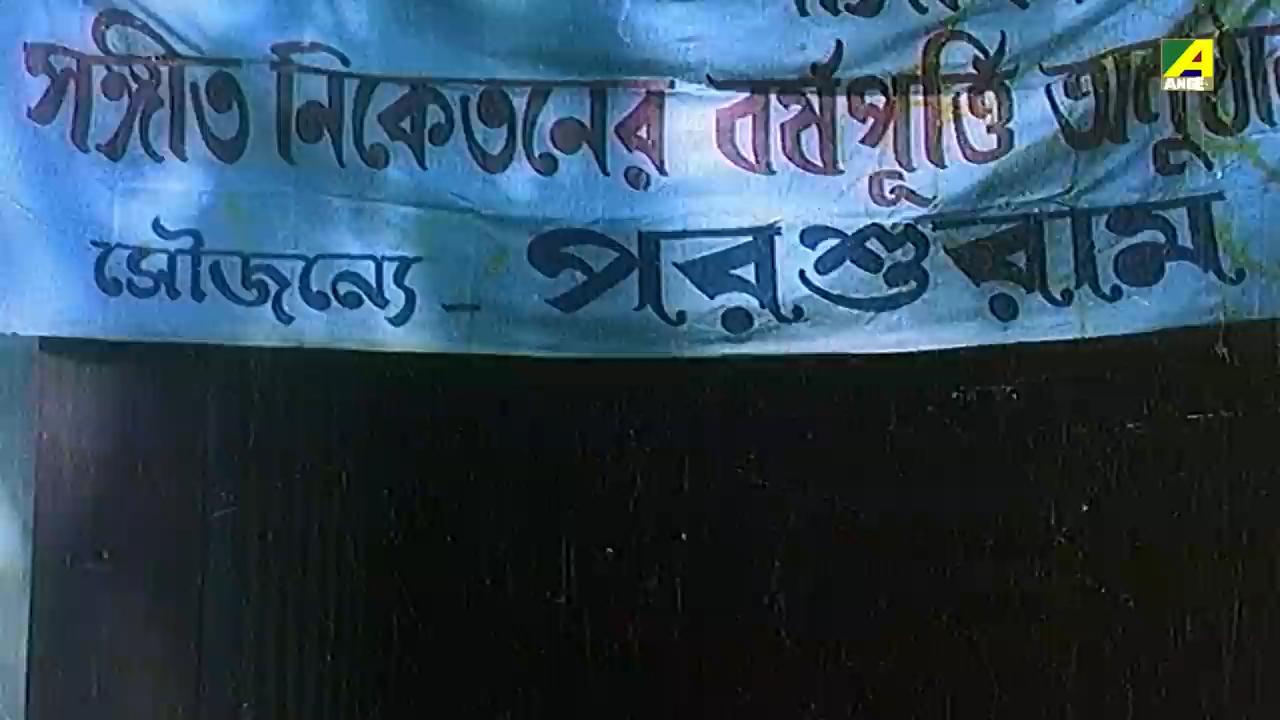 সঙ্গীত নিকেতনের বর্ষপূর্ত্তি
সৌজন্যে - পরশুরাম